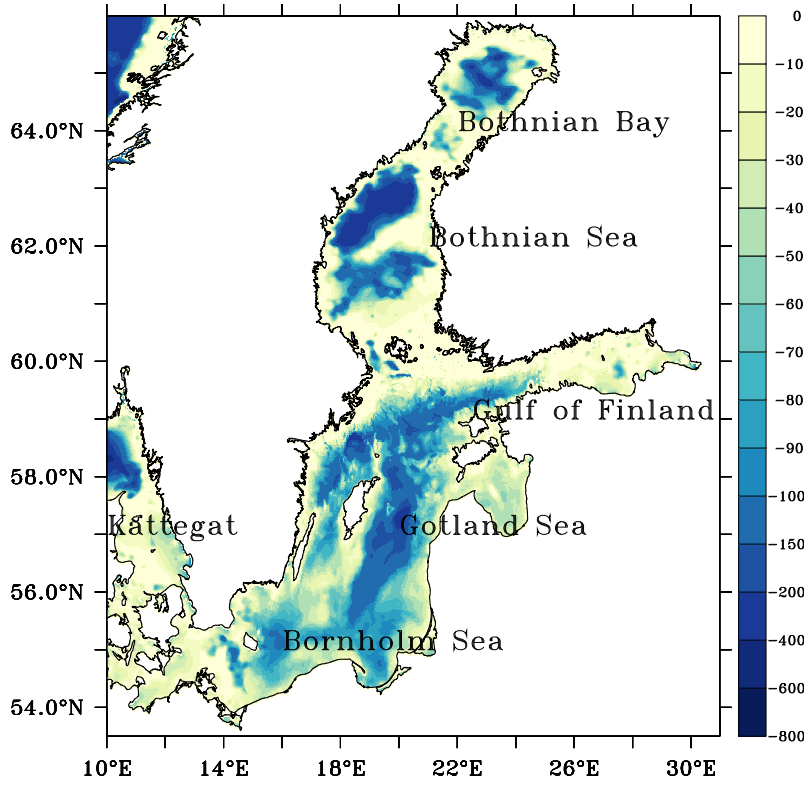 0
-10
-20
-30
-40
-50
-60
-70
-80
-90
-100
-150
-200
-400
-600
-800
64.0°N
62.0°N
60.0°N
58.0°N
56.0°N
54.0°N
Bothnian Bay
Bothnian Sea
Gulf of Finland
Kattegat
Gotland Sea
Bornholm Sea
10°E 14°E 18°E 22°E 26°E 30°E